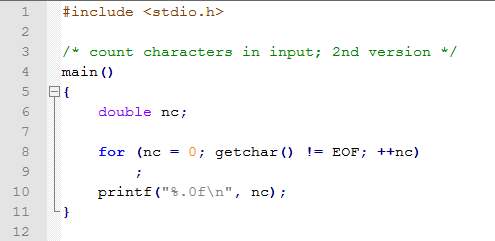 1 #include <stdio.h>
2
3 /* count characters in input; 2nd version */
4 main()
5 {
6 double nc;
7
8 for (nc = 0; getchar() != EOF; ++nc)
9 ;
10 printf("%.0f\n", nc);
11 }
12